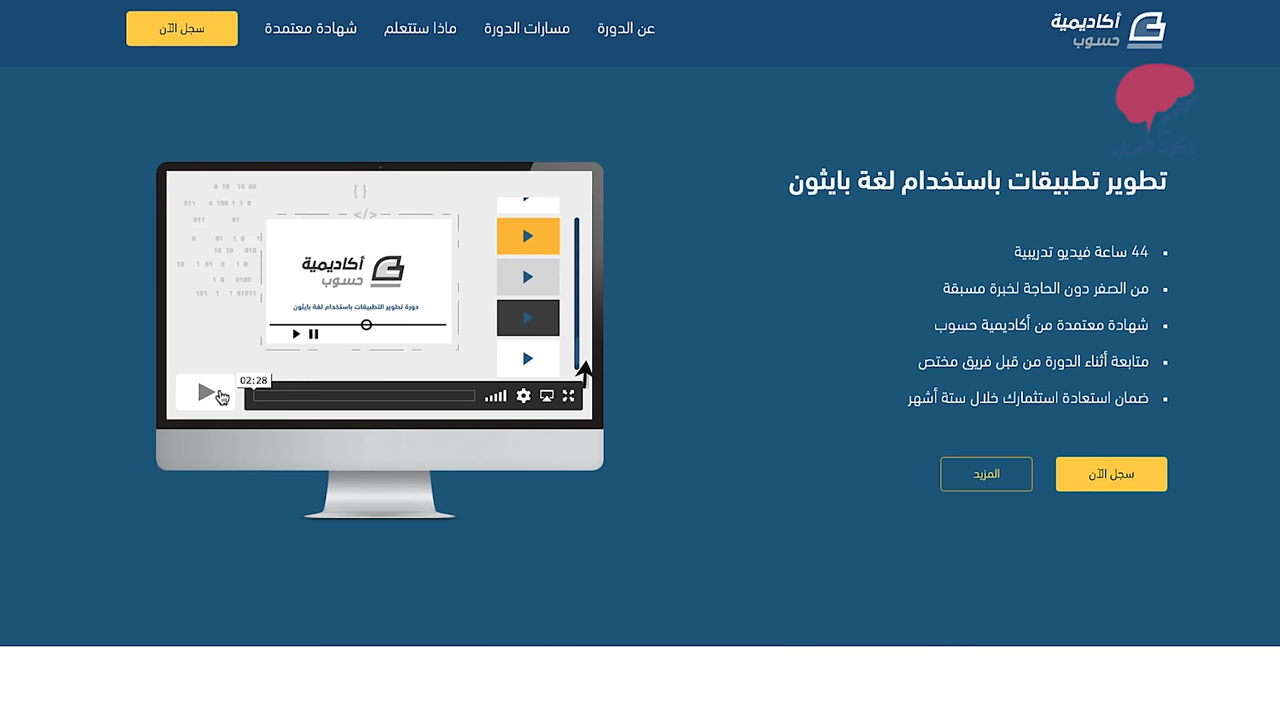 أكاديمية
حسوب
عن الدورة
مسارات الدورة
ماذا ستتعلم
شهادة معتمدة
سجل الآن
تطوير تطبيقات باستخدام لغة بايثون
44 ساعة فيديو تدريبية
من الصفر دون الحاجة لخبرة مسبقة
شهادة معتمدة من أكاديمية حسوب
متابعة أثناء الدورة من قبل فريق مختص
ضمان استعادة استثمارك خلال ستة أشهر
سجل الآن
المزيد
{ }
</>
أكاديمية
حسوب
دورة تطوير التطبيقات باستخدام لغة بايثون
02:28